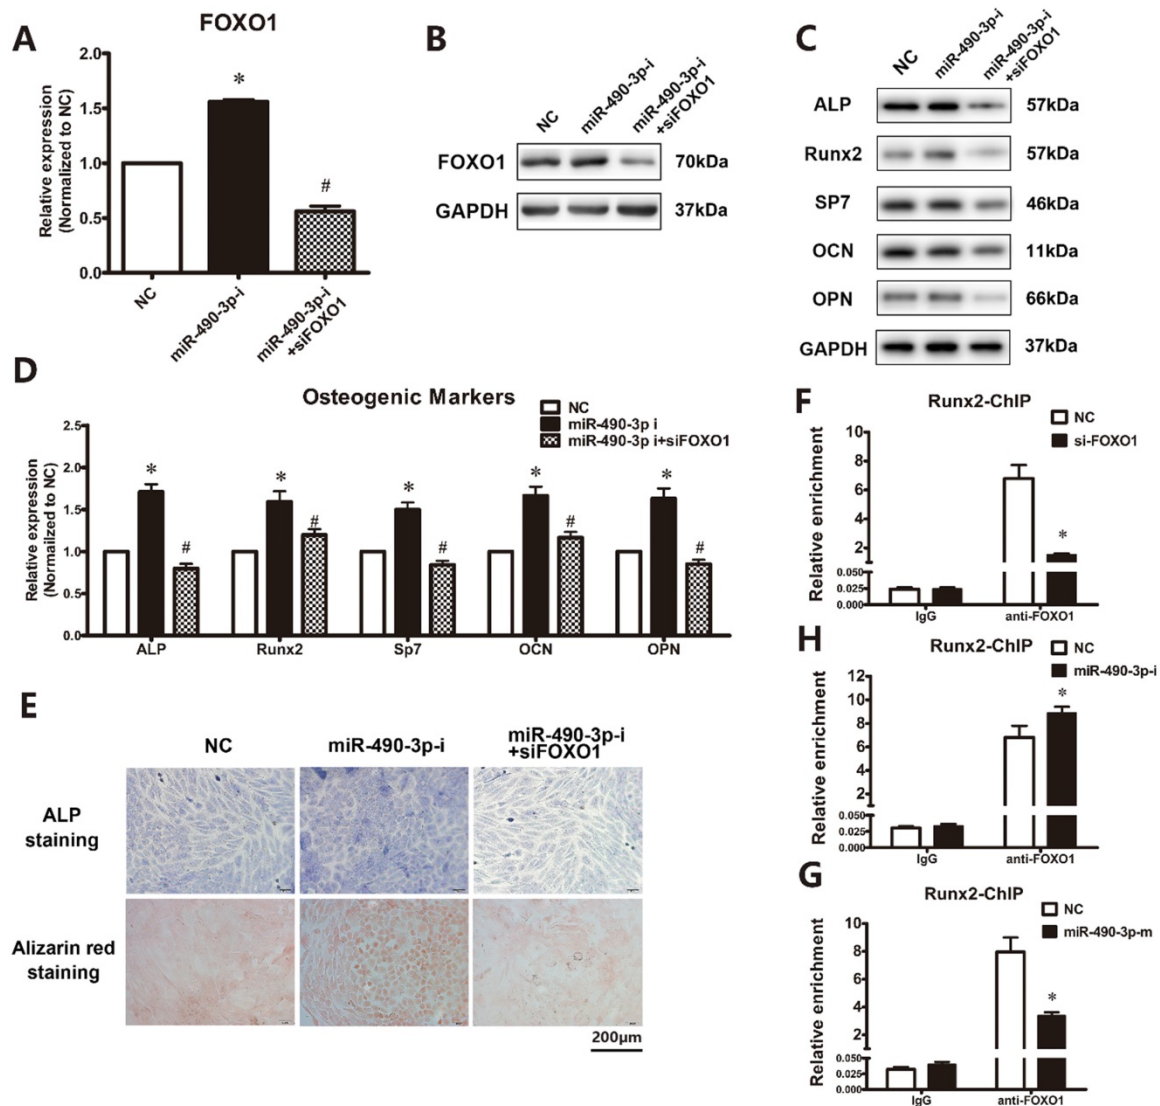 A
FOXO1
Relative expression
(Normalized to NC)
2.0
1.5
1.0
0.5
0.0
*
#
NC
miR-490-3p-i
miR-490-3p-i
+siFOXO1
B
NC
miR-490-3p-i
miR-490-3p-i
+siFOXO1
FOXO1
70kDa
GAPDH
37kDa
C
NC
miR-490-3p-i
miR-490-3p-i
+siFOXO1
ALP
57kDa
Runx2
57kDa
SP7
46kDa
OCN
11kDa
OPN
66kDa
GAPDH
37kDa
D
Osteogenic Markers
NC
miR-490-3p i
miR-490-3p i+siFOXO1
Relative expression
(Normailzed to NC)
2.5
2.0
1.5
1.0
0.5
0.0
* # * # * # * # * #
ALP Runx2 Sp7 OCN OPN
E
NC
miR-490-3p-i
miR-490-3p-i
+siFOXO1
ALP
staining
Alizarin red
staining
200μm
F
Runx2-ChIP
NC
si-FOXO1
Relative enrichment
10
8
6
4
2
0.050
0.025
0.000
*
IgG anti-FOXO1
H
Runx2-ChIP
NC
miR-490-3p-i
Relative enrichment
12
10
8
6
4
2
0.050
0.025
0.000
*
IgG anti-FOXO1
G
Runx2-ChIP
NC
miR-490-3p-m
Relative enrichment
10
8
6
4
2
0.050
0.025
0.000
*
IgG anti-FOXO1